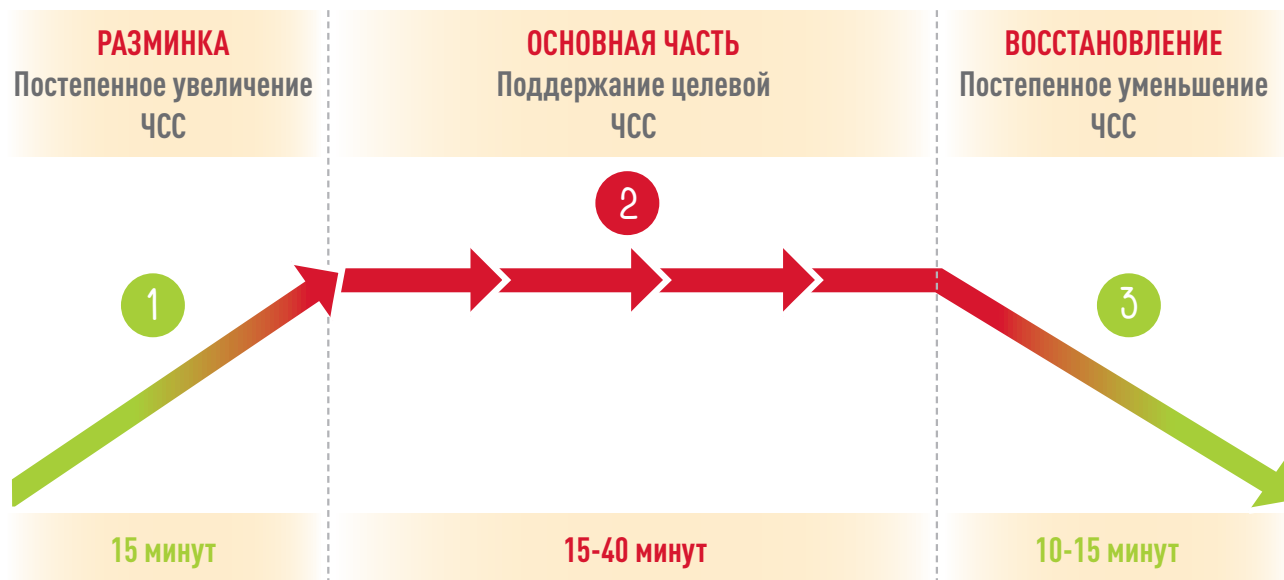 РАЗМИНКА
Постепенное увеличение
ЧСС
ОСНОВНАЯ ЧАСТЬ
Поддержание целевой
ЧСС
ВОССТАНОВЛЕНИЕ
Постепенное уменьшение
ЧСС
1
2
3
15 минут
15-40 минут
10-15 минут